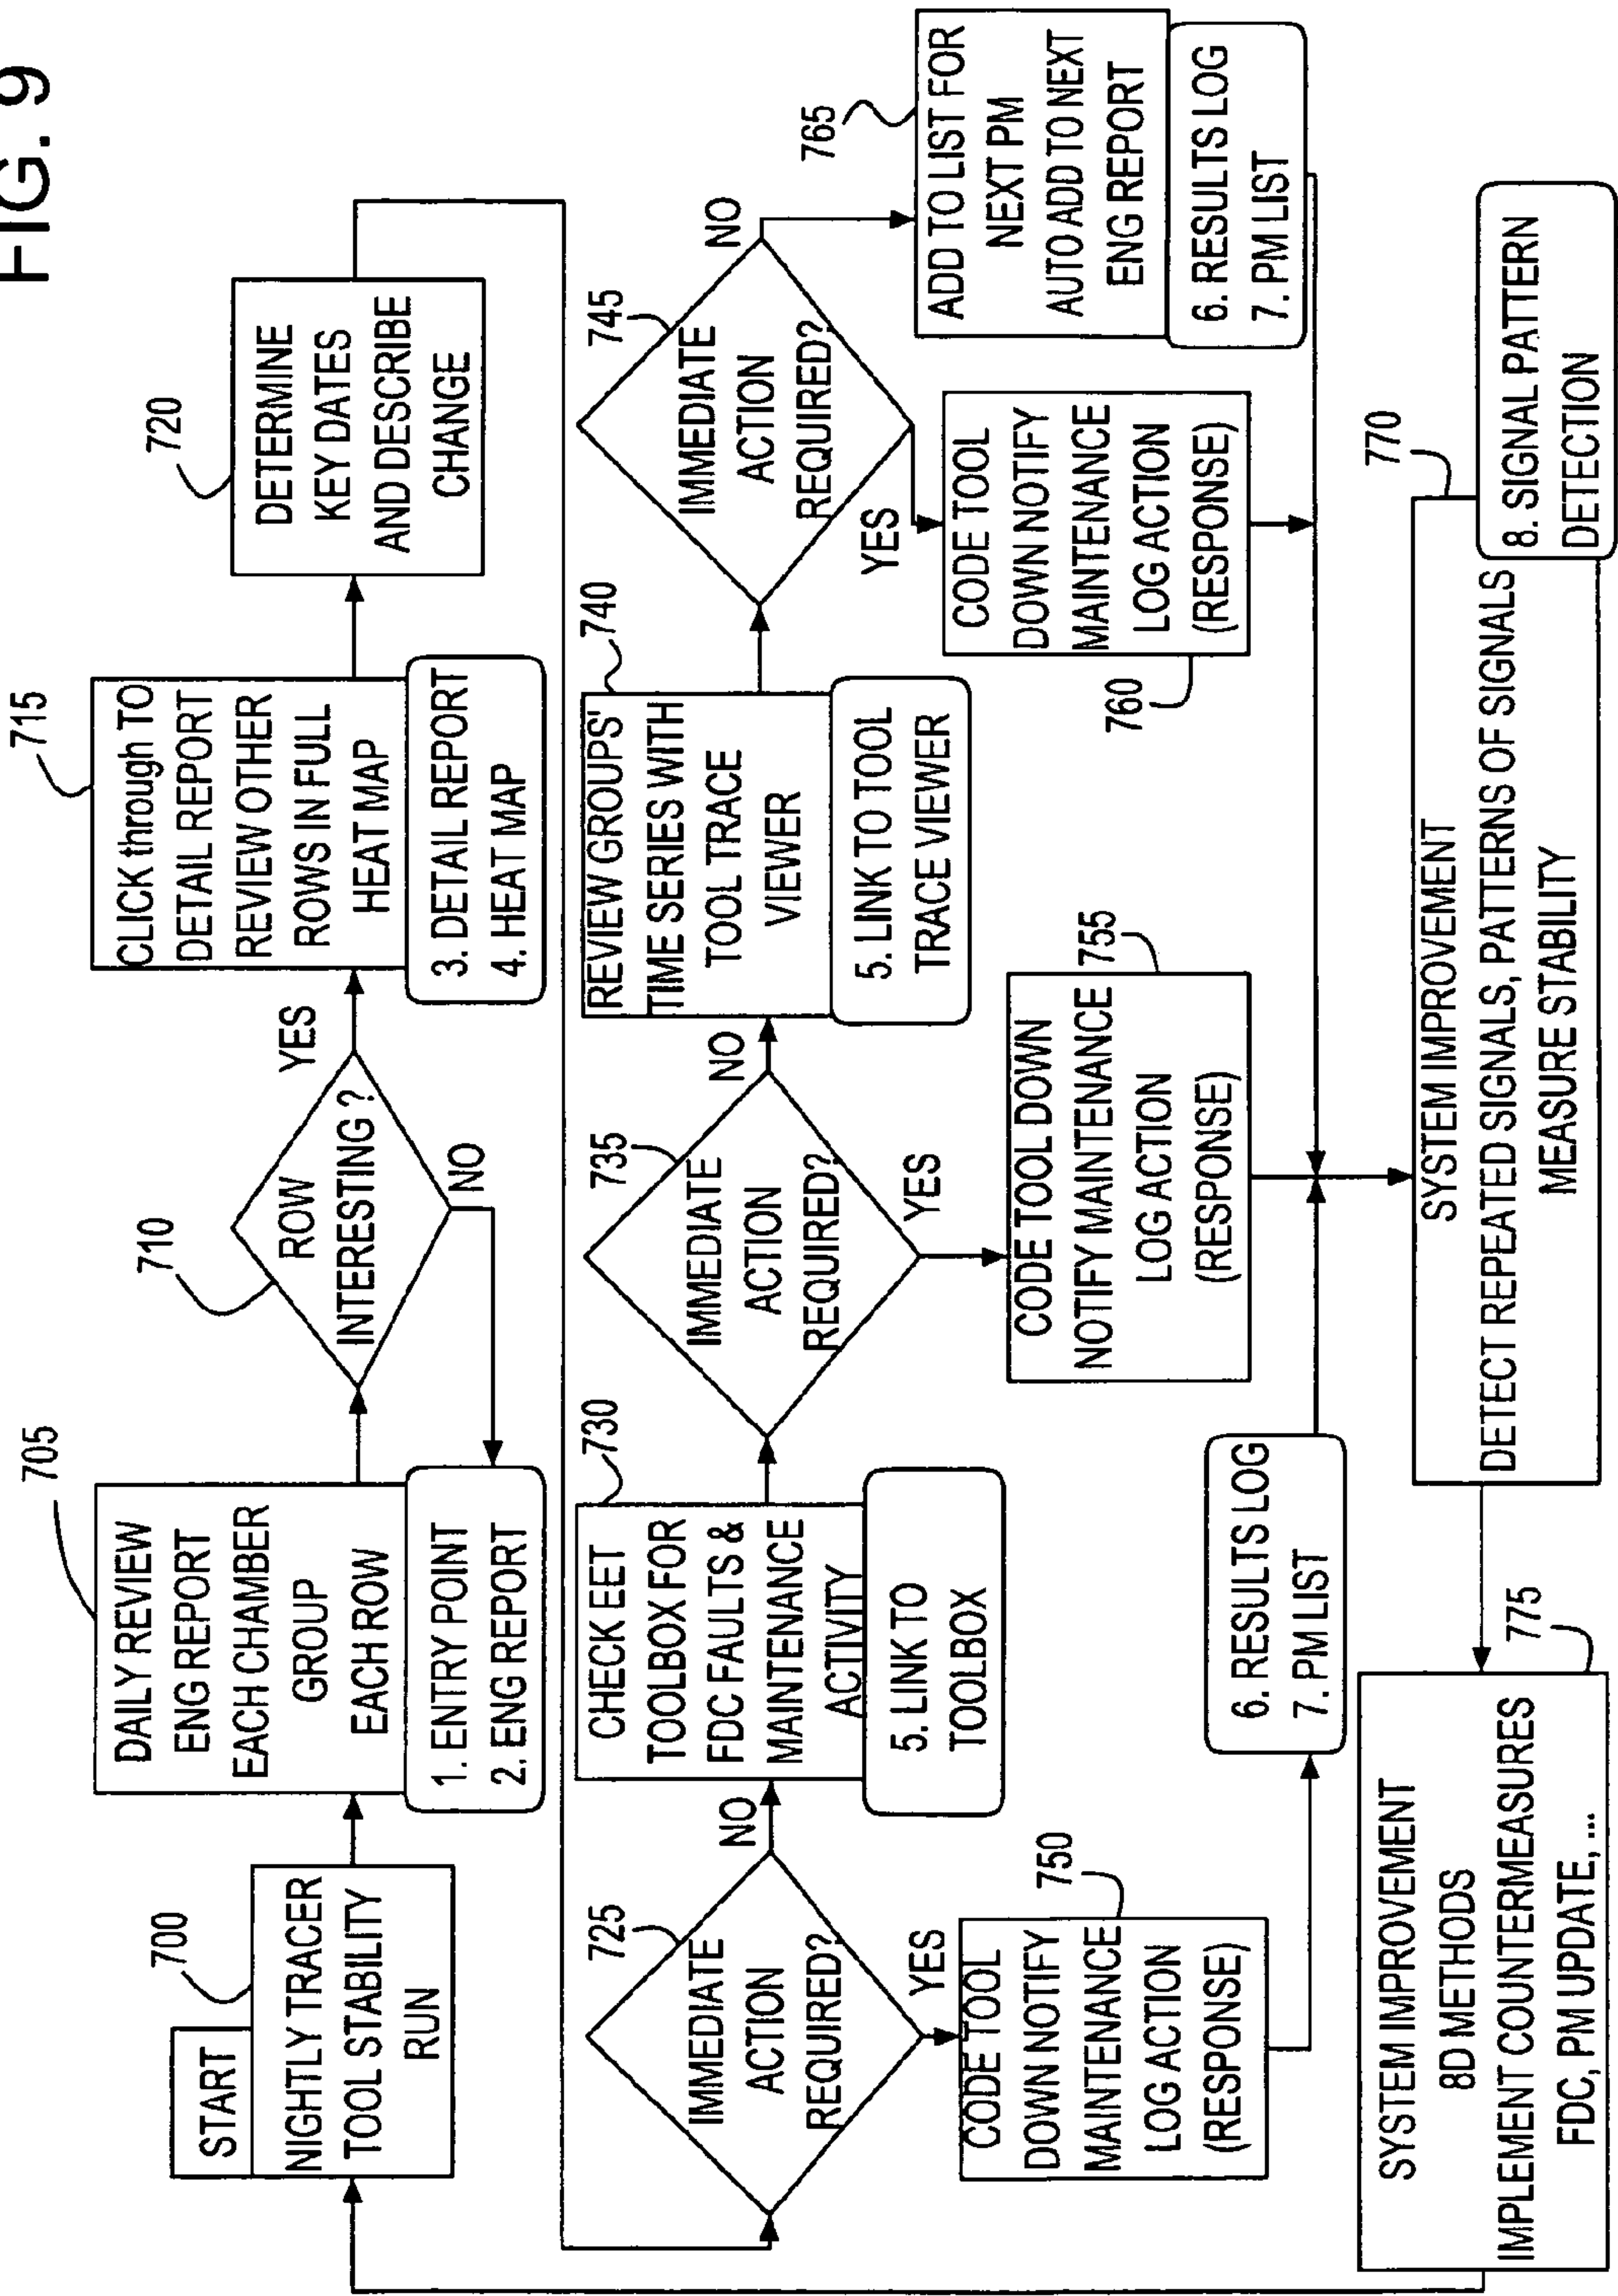 FIG. 9
START
700
NIGHTLY TRACER
TOOL STABILITY
RUN
705
DAILY REVIEW
ENG REPORT
EACH CHAMBER
GROUP
EACH ROW
1. ENTRY POINT
2. ENG REPORT
710
ROW
INTERESTING ?
YES
NO
715
CLICK through TO
DETAIL REPORT
REVIEW OTHER
ROWS IN FULL
HEAT MAP
3. DETAIL REPORT
4. HEAT MAP
720
DETERMINE
KEY DATES
AND DESCRIBE
CHANGE
725
IMMEDIATE
ACTION
REQUIRED?
NO
YES
730
CHECK EET
TOOLBOX FOR
FDC FAULTS &
MAINTENANCE
ACTIVITY
5. LINK TO
TOOLBOX
735
IMMEDIATE
ACTION
REQUIRED?
NO
YES
740
REVIEW GROUPS'
TIME SERIES WITH
TOOL TRACE
VIEWER
5. LINK TO TOOL
TRACE VIEWER
745
IMMEDIATE
ACTION
REQUIRED?
NO
YES
750
CODE TOOL
DOWN NOTIFY
MAINTENANCE
LOG ACTION
(RESPONSE)
755
CODE TOOL DOWN
NOTIFY MAINTENANCE
LOG ACTION
(RESPONSE)
760
CODE TOOL
DOWN NOTIFY
MAINTENANCE
LOG ACTION
(RESPONSE)
765
ADD TO LIST FOR
NEXT PM
AUTO ADD TO NEXT
ENG REPORT
6. RESULTS LOG
7. PM LIST
6. RESULTS LOG
7. PM LIST
770
SYSTEM IMPROVEMENT
DETECT REPEATED SIGNALS, PATTERNS OF SIGNALS
MEASURE STABILITY
8. SIGNAL PATTERN
DETECTION
775
SYSTEM IMPROVEMENT
8D METHODS
IMPLEMENT COUNTERMEASURES
FDC, PM UPDATE, ...